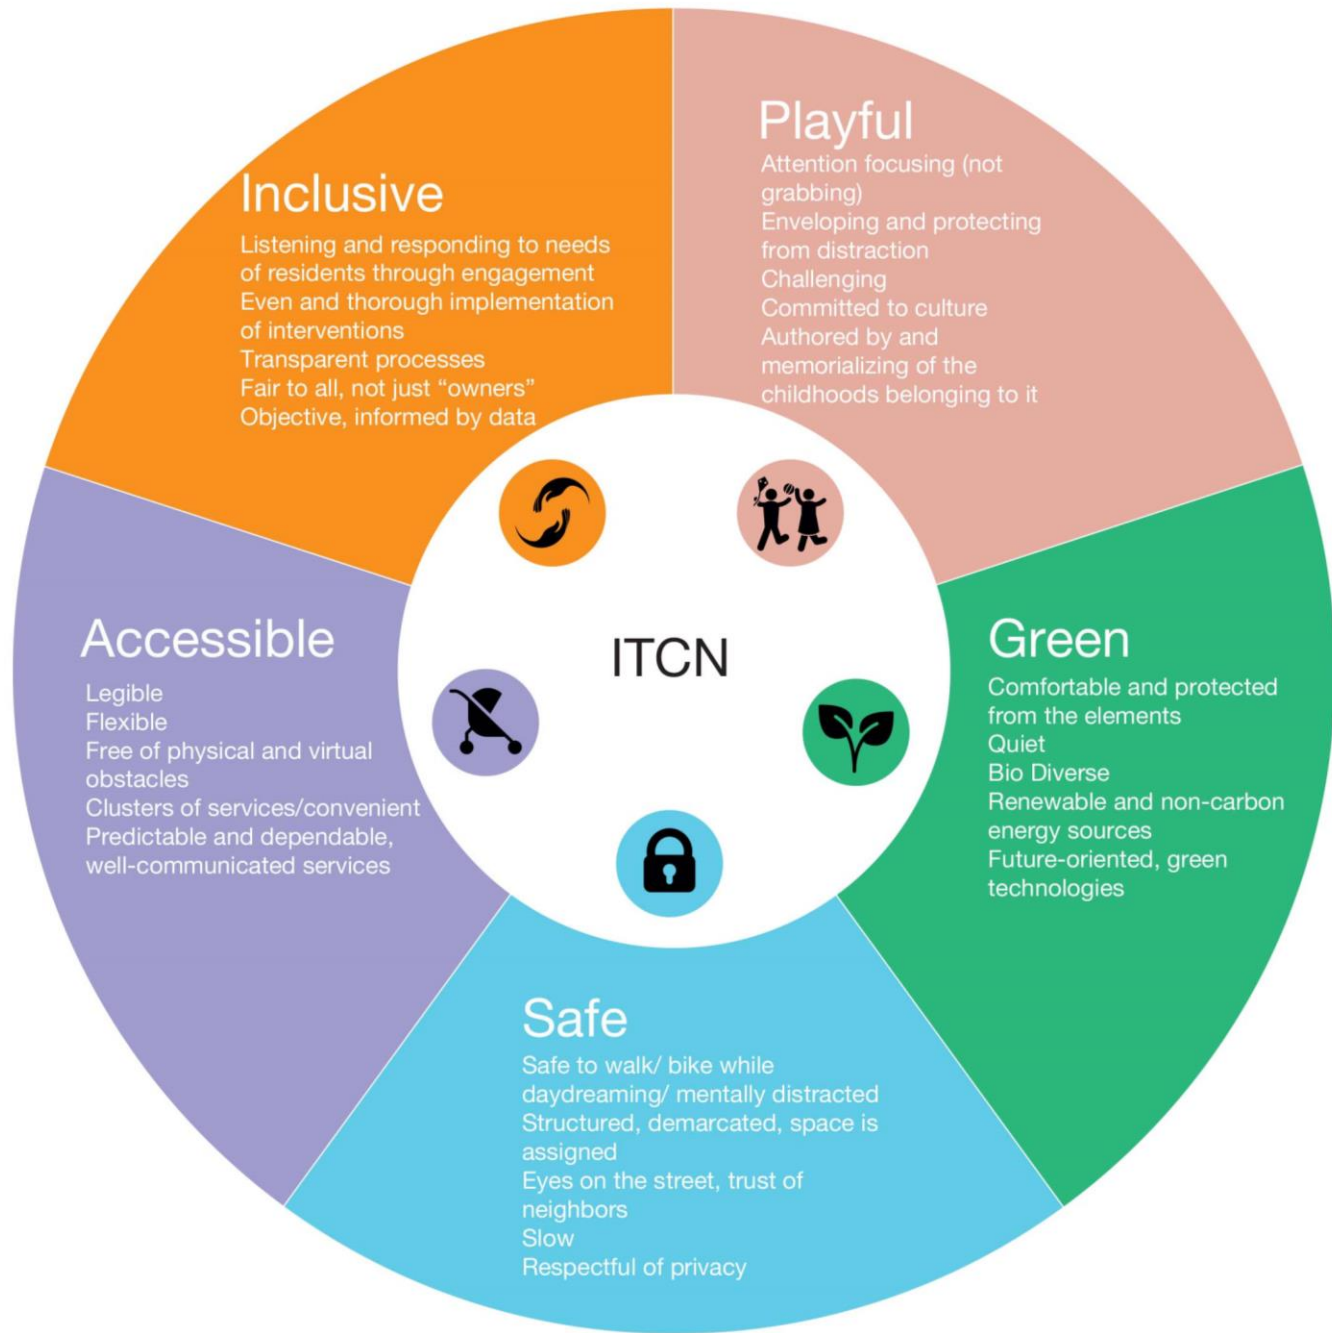 Playful
Attention focusing (not
grabbing)
Enveloping and protecting
from distraction
Challenging
Committed to culture
Authored by and
memorializing of the
childhoods belonging to it
Inclusive
Listening and responding to needs
of residents through engagement
Even and thorough implementation
of interventions
Transparent processes
Fair to all, not just “owners”
Objective, informed by data
ITCN
Accessible
Legible
Flexible
Free of physical and virtual
obstacles
Clusters of services/convenient
Predictable and dependable,
well-communicated services
Green
Comfortable and protected
from the elements
Quiet
Bio Diverse
Renewable and non-carbon
energy sources
Future-oriented, green
technologies
Safe
Safe to walk/ bike while
daydreaming/ mentally distracted
Structured, demarcated, space is
assigned
Eyes on the street, trust of
neighbors
Slow
Respectful of privacy